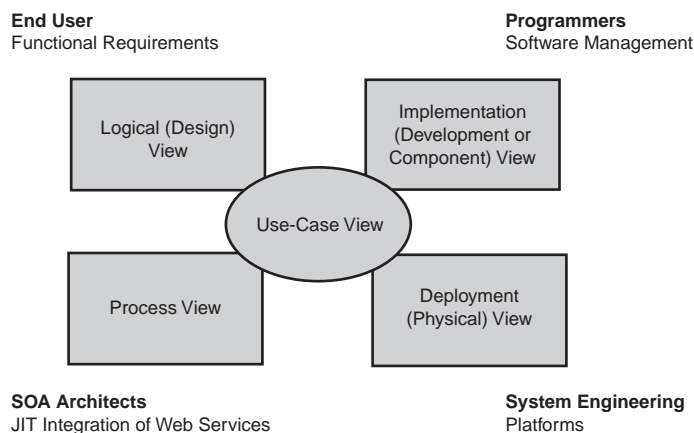 End User
Functional Requirements
Programmers
Software Management
Logical (Design)
View
Implementation
(Development or
Component) View
Use-Case View
Process View
Deployment
(Physical) View
SOA Architects
JIT Integration of Web Services
System Engineering
Platforms